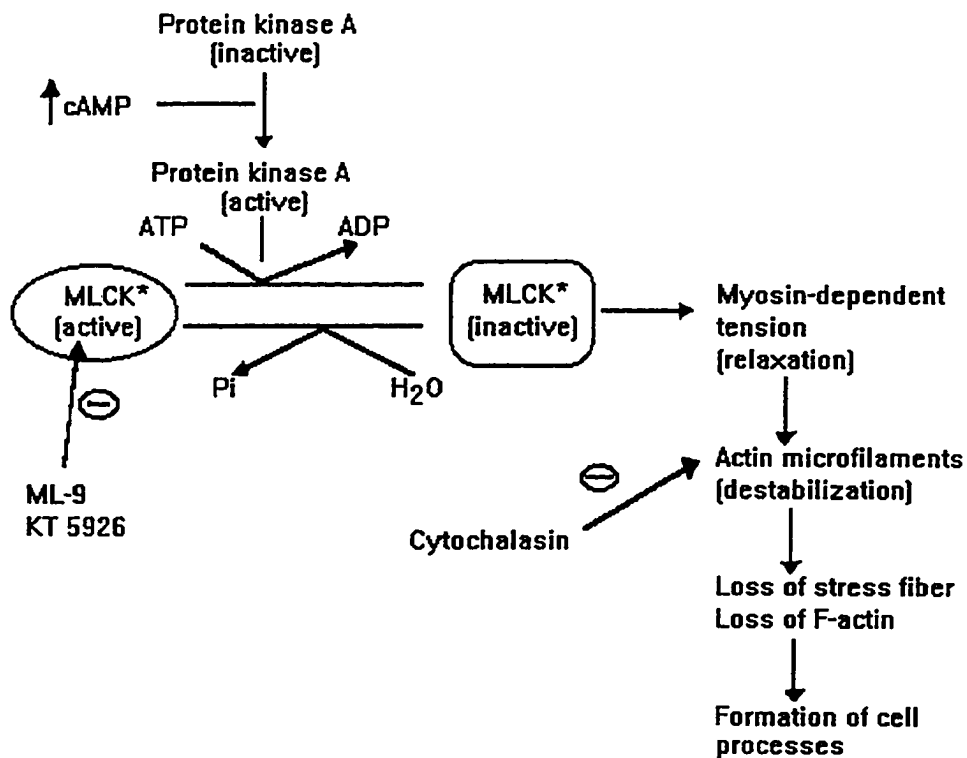 Protein kinase A
(inactive)
cAMP
Protein kinase A
(active)
ATP
ADP
MLCK*
(active)
MLCK*
(inactive)
Myosin-dependent
tension
(relaxation)
Pi
H2O
ML-9
KT 5926
Cytochalasin
Actin microfilaments
(destabilization)
Loss of stress fiber
Loss of F-actin
Formation of cell
processes